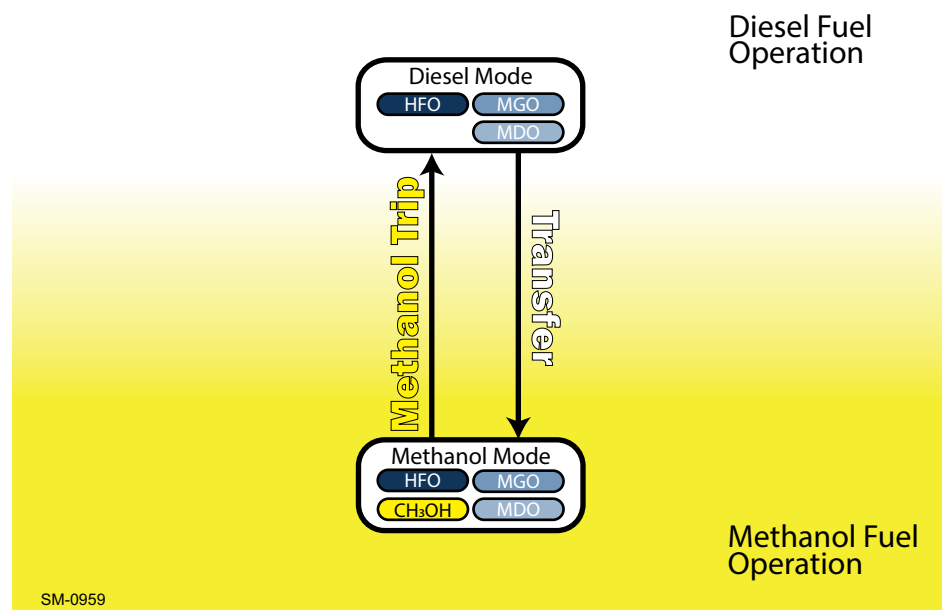 Diesel Fuel
Operation
Diesel Mode
HFO
MGO
MDO
Methanol Trip
Transfer
Methanol Mode
HFO
MGO
CH₃OH
MDO
Methanol Fuel
Operation
SM-0959